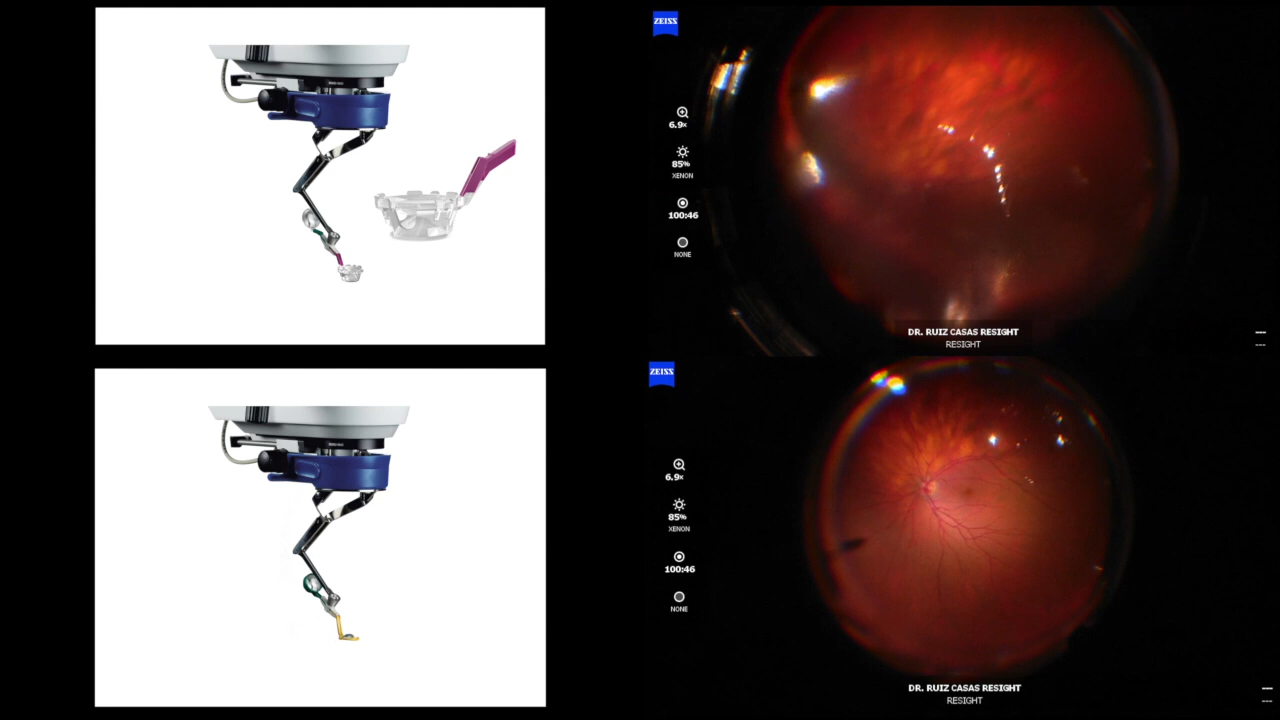 ZEISS
6.9x
85%
XENON
100:46
NONE
DR. RUIZ CASAS RESIGHT
RESIGHT
---
---
ZEISS
6.9x
85%
XENON
100:46
NONE
DR. RUIZ CASAS RESIGHT
RESIGHT
---
---